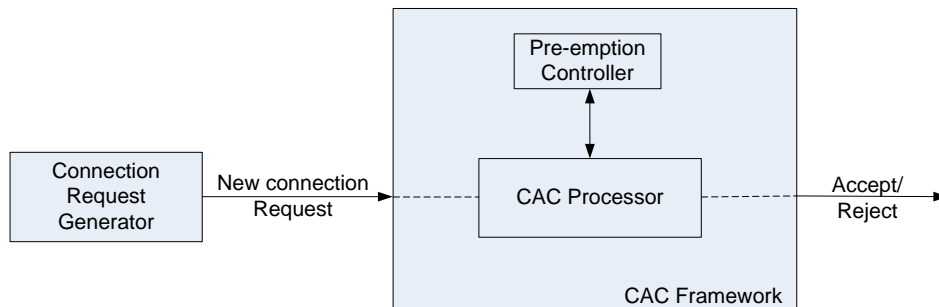 Pre-emption
Controller
Connection
Request
Generator
New connection
Request
CAC Processor
Accept/
Reject
CAC Framework